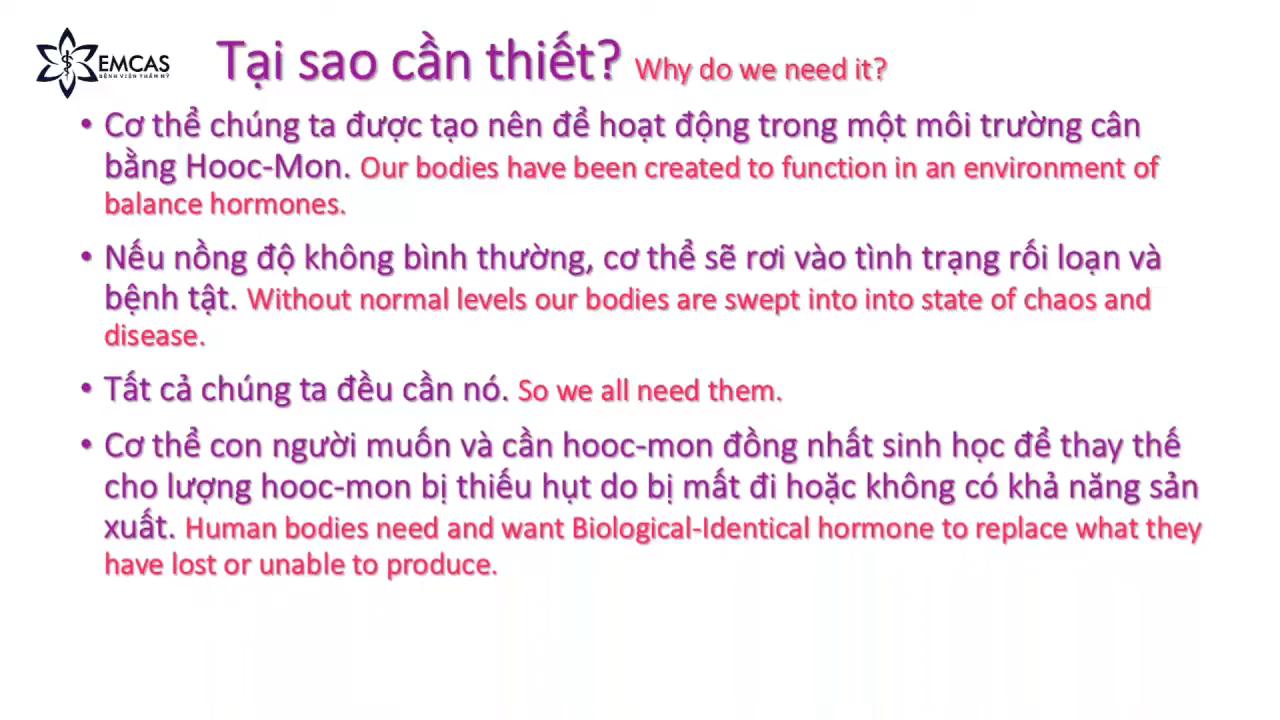 EMCAS
BỆNH VIỆN THẨM MỸ
Tại sao cần thiết? Why do we need it?
• Cơ thể chúng ta được tạo nên để hoạt động trong một môi trường cân
bằng Hooc-Mon. Our bodies have been created to function in an environment of
balance hormones.
• Nếu nồng độ không bình thường, cơ thể sẽ rơi vào tình trạng rối loạn và
bệnh tật. Without normal levels our bodies are swept into into state of chaos and
disease.
• Tất cả chúng ta đều cần nó. So we all need them.
• Cơ thể con người muốn và cần hooc-mon đồng nhất sinh học để thay thế
cho lượng hooc-mon bị thiếu hụt do bị mất đi hoặc không có khả năng sản
xuất. Human bodies need and want Biological-Identical hormone to replace what they
have lost or unable to produce.